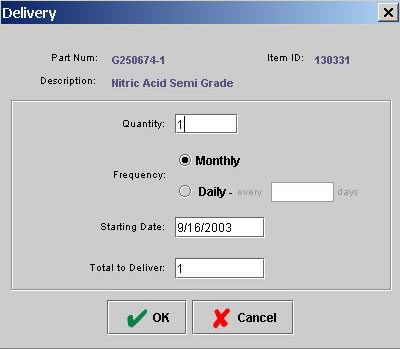 Delivery
Part Num: G250674-1 Item ID: 130331
Description: Nitric Acid Semi Grade
Quantity: 1
Monthly
Frequency:
Daily - every days
Starting Date: 9/16/2003
Total to Deliver: 1
OK Cancel